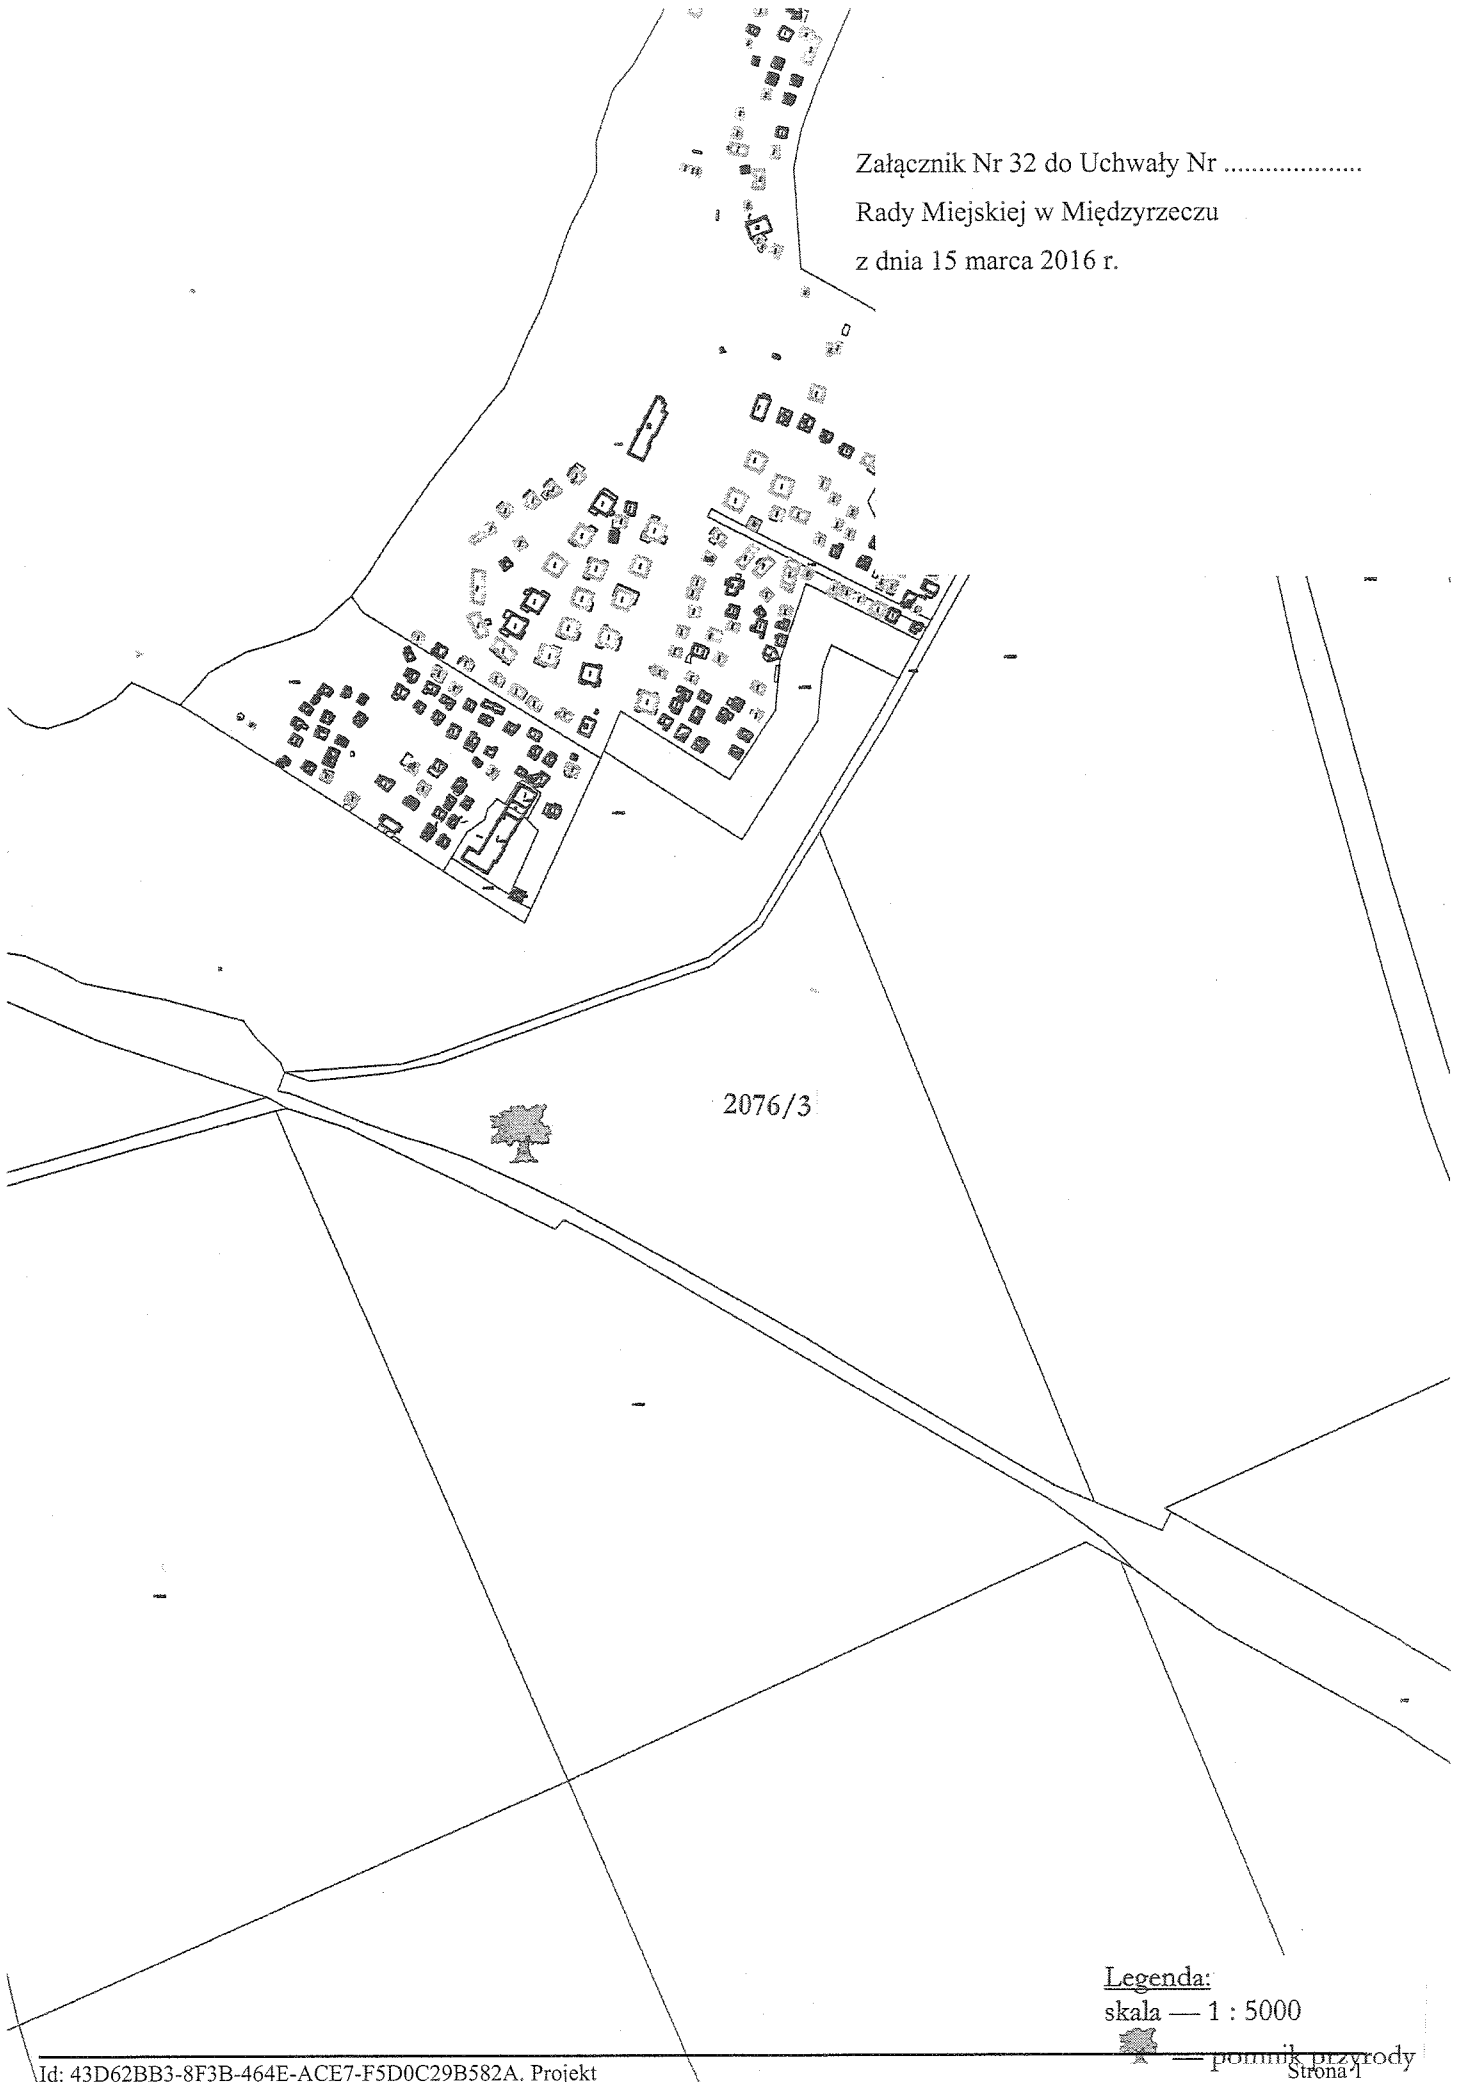 Załącznik Nr 32 do Uchwały Nr ....................
Rady Miejskiej w Międzyrzeczu
z dnia 15 marca 2016 r.
2076/3
Legenda:
skala — 1 : 5000
— pomnik przyrody
Id: 43D62BB3-8F3B-464E-ACE7-F5D0C29B582A. Projekt
Strona 1